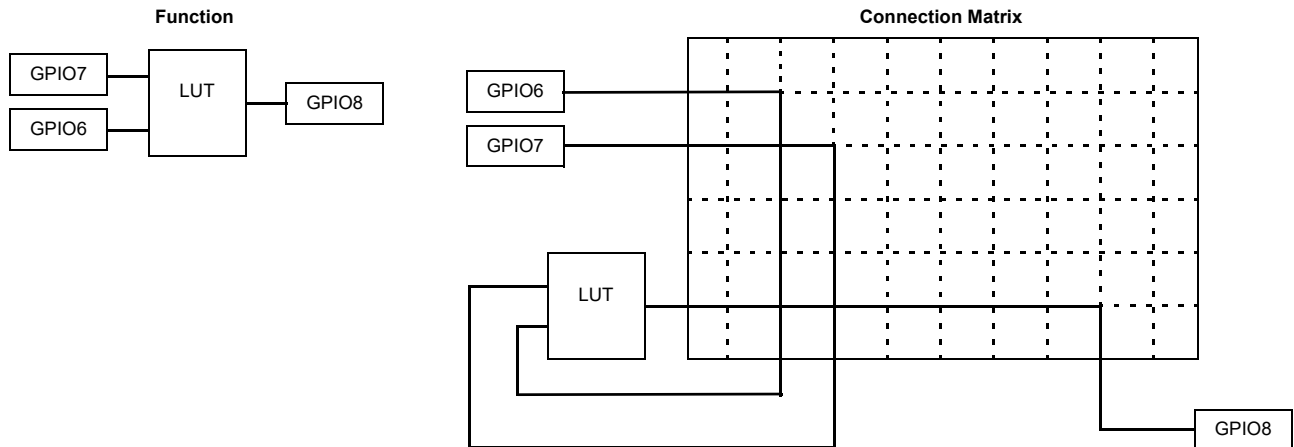 Function
GPIO7
GPIO6
LUT
GPIO8
Connection Matrix
GPIO6
GPIO7
LUT
GPIO8